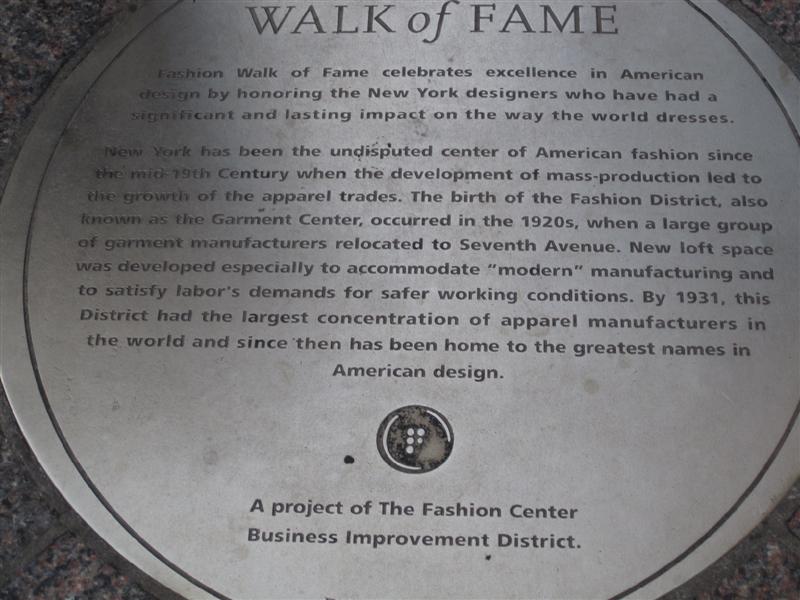 WALK of FAME
Fashion Walk of Fame celebrates excellence in American
design by honoring the New York designers who have had a
significant and lasting impact on the way the world dresses.
New York has been the undisputed center of American fashion since
the mid-19th Century when the development of mass-production led to
the growth of the apparel trades. The birth of the Fashion District, also
known as the Garment Center, occurred in the 1920s, when a large group
of garment manufacturers relocated to Seventh Avenue. New loft space
was developed especially to accommodate "modern" manufacturing and
to satisfy labor's demands for safer working conditions. By 1931, this
District had the largest concentration of apparel manufacturers in
the world and since then has been home to the greatest names in
American design.
A project of The Fashion Center
Business Improvement District.